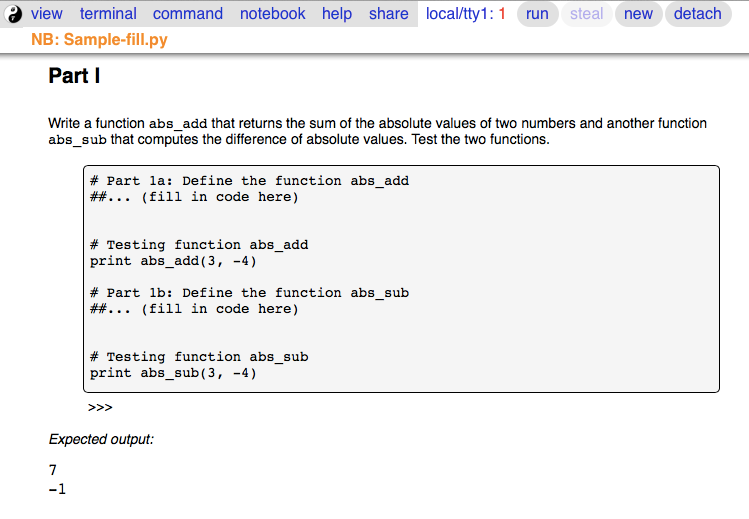 view terminal command notebook help share local/tty1: 1 run steal new detach
NB: Sample-fill.py
Part I
Write a function abs_add that returns the sum of the absolute values of two numbers and another function
abs_sub that computes the difference of absolute values. Test the two functions.
# Part 1a: Define the function abs_add
##... (fill in code here)
# Testing function abs_add
print abs_add(3, -4)
# Part 1b: Define the function abs_sub
##... (fill in code here)
# Testing function abs_sub
print abs_sub(3, -4)
>>>
Expected output:
7
-1